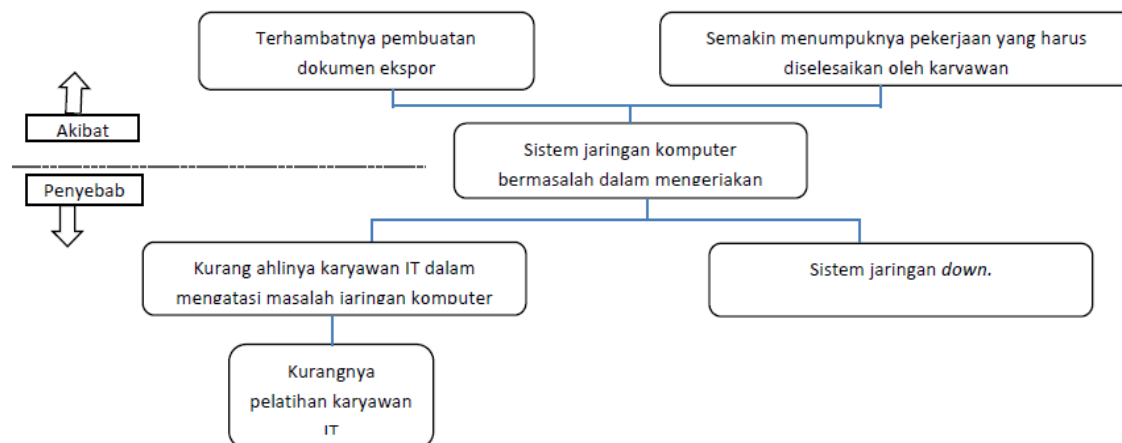 Terhambatnya pembuatan
dokumen ekspor
Semakin menumpuknya pekerjaan yang harus
diselesaikan oleh karyawan
Akibat
Sistem jaringan komputer
bermasalah dalam mengerjakan
Penyebab
Kurang ahlinya karyawan IT dalam
mengatasi masalah jaringan komputer
Sistem jaringan down.
Kurangnya
pelatihan karyawan
IT